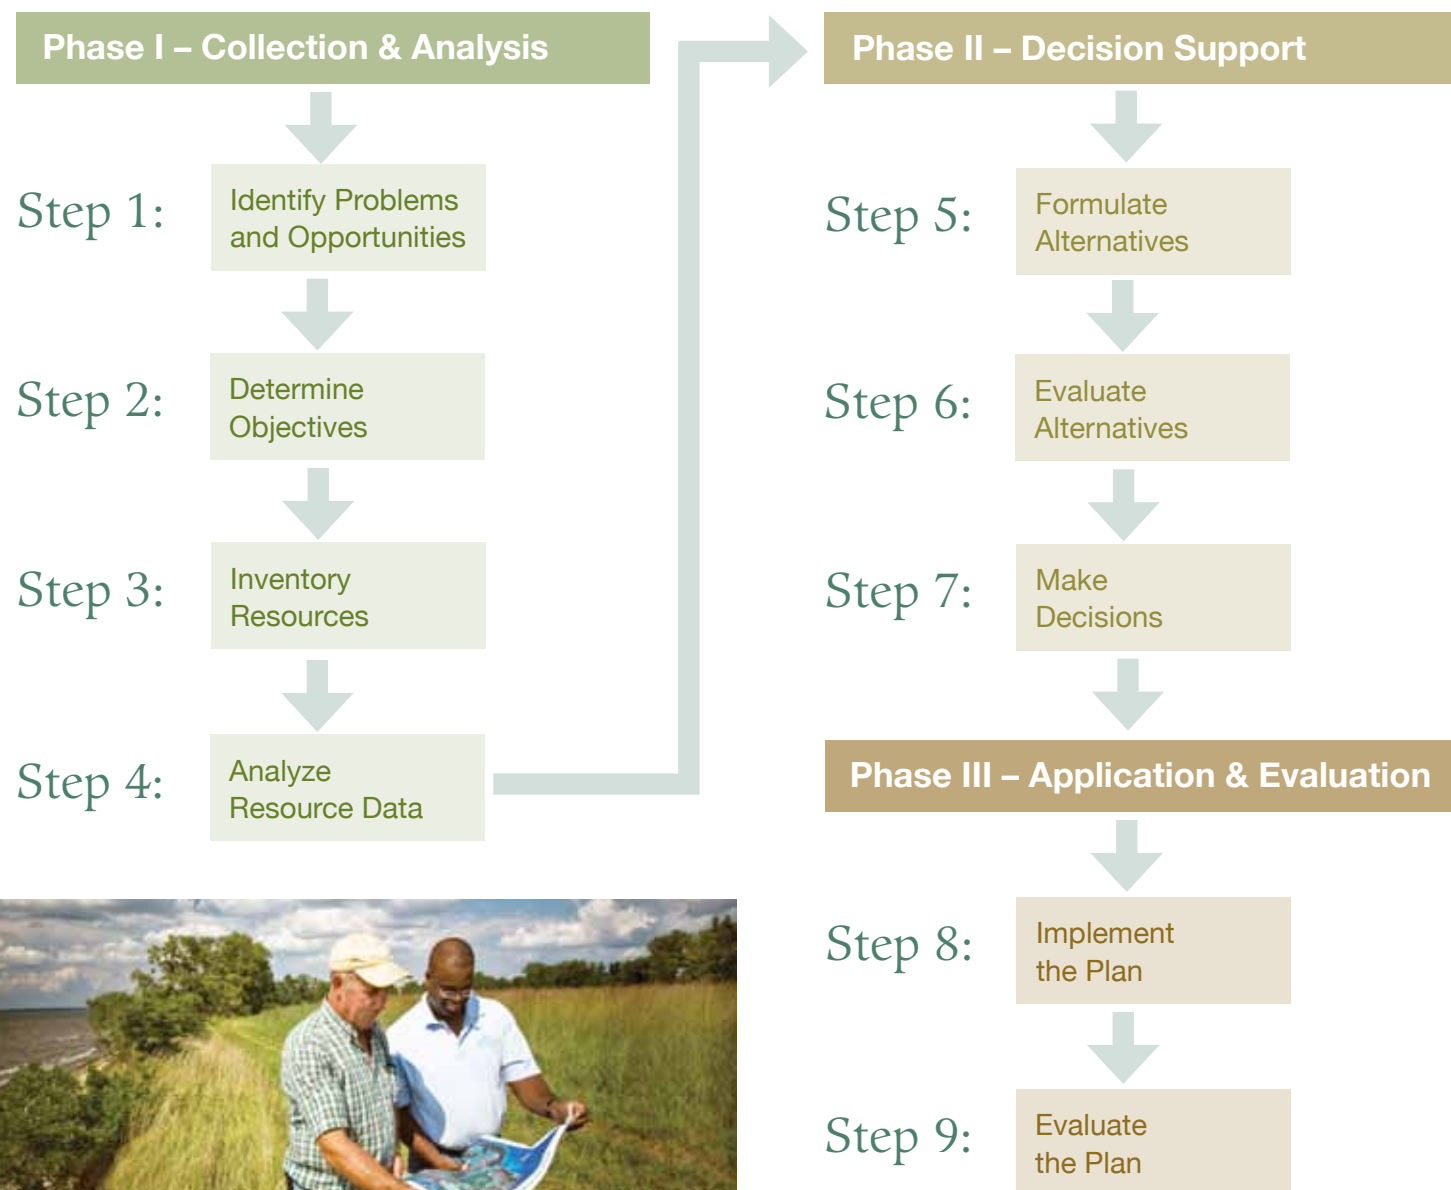 Phase I – Collection & Analysis
Step 1:
Identify Problems
and Opportunities
Step 2:
Determine
Objectives
Step 3:
Inventory
Resources
Step 4:
Analyze
Resource Data
Phase II – Decision Support
Step 5:
Formulate
Alternatives
Step 6:
Evaluate
Alternatives
Step 7:
Make
Decisions
Phase III – Application & Evaluation
Step 8:
Implement
the Plan
Step 9:
Evaluate
the Plan